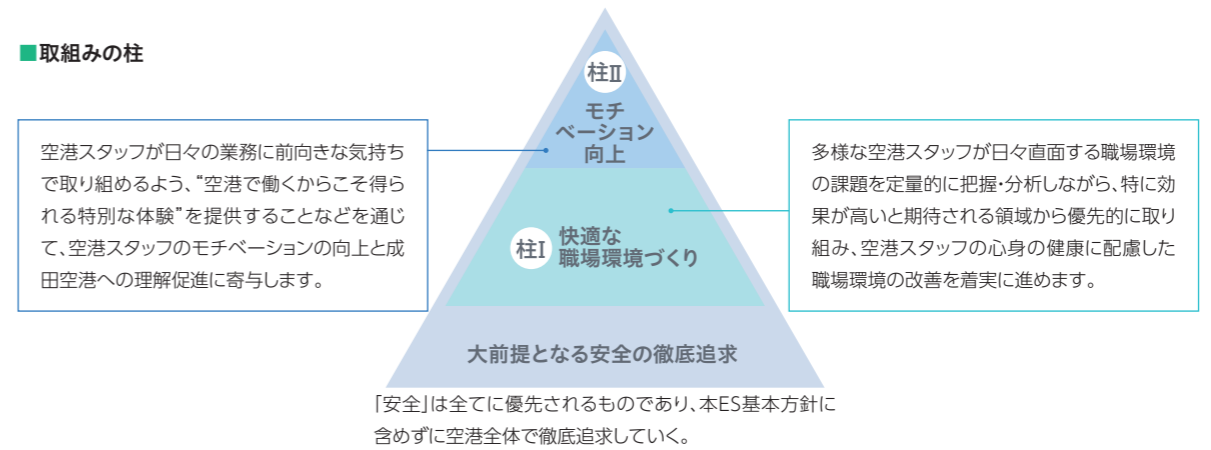 ■取組みの柱
柱Ⅱ
モチ
ベーション
向上
空港スタッフが日々の業務に前向きな気持ち
で取り組めるよう、“空港で働くからこそ得ら
れる特別な体験”を提供することなどを通じ
て、空港スタッフのモチベーションの向上と成
田空港への理解促進に寄与します。
多様な空港スタッフが日々直面する職場環境
の課題を定量的に把握・分析しながら、特に効
果が高いと期待される領域から優先的に取り
組み、空港スタッフの心身の健康に配慮した
職場環境の改善を着実に進めます。
柱Ⅰ
快適な
職場環境づくり
大前提となる安全の徹底追求
「安全」は全てに優先されるものであり、本ES基本方針に
含めずに空港全体で徹底追求していく。